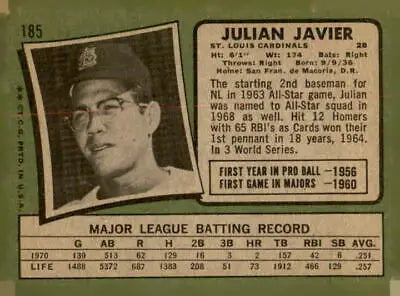 185
JULIAN JAVIER
ST. LOUIS CARDINALS 2B
Ht: 6'1" Wt: 174 Bats: Right
Throws: Right Born: 9/9/36
Home: San Fran. de Macoris, D.R.
The starting 2nd baseman for
NL in 1963 All-Star game, Julian
was named to All-Star squad in
1968 as well. Hit 12 Homers
with 65 RBI's as Cards won their
1st pennant in 18 years, 1964.
In 3 World Series.
FIRST YEAR IN PRO BALL —1956
FIRST GAME IN MAJORS —1960
**©T.C.G. PRTD. IN U.S.A.
MAJOR LEAGUE BATTING RECORD
G AB R H 2B 3B HR TB RBI SB AVG.
1970 139 513 62 129 16 3 2 157 42 6 .251
LIFE 1488 5372 687 1383 208 51 73 1912 466 129 .257